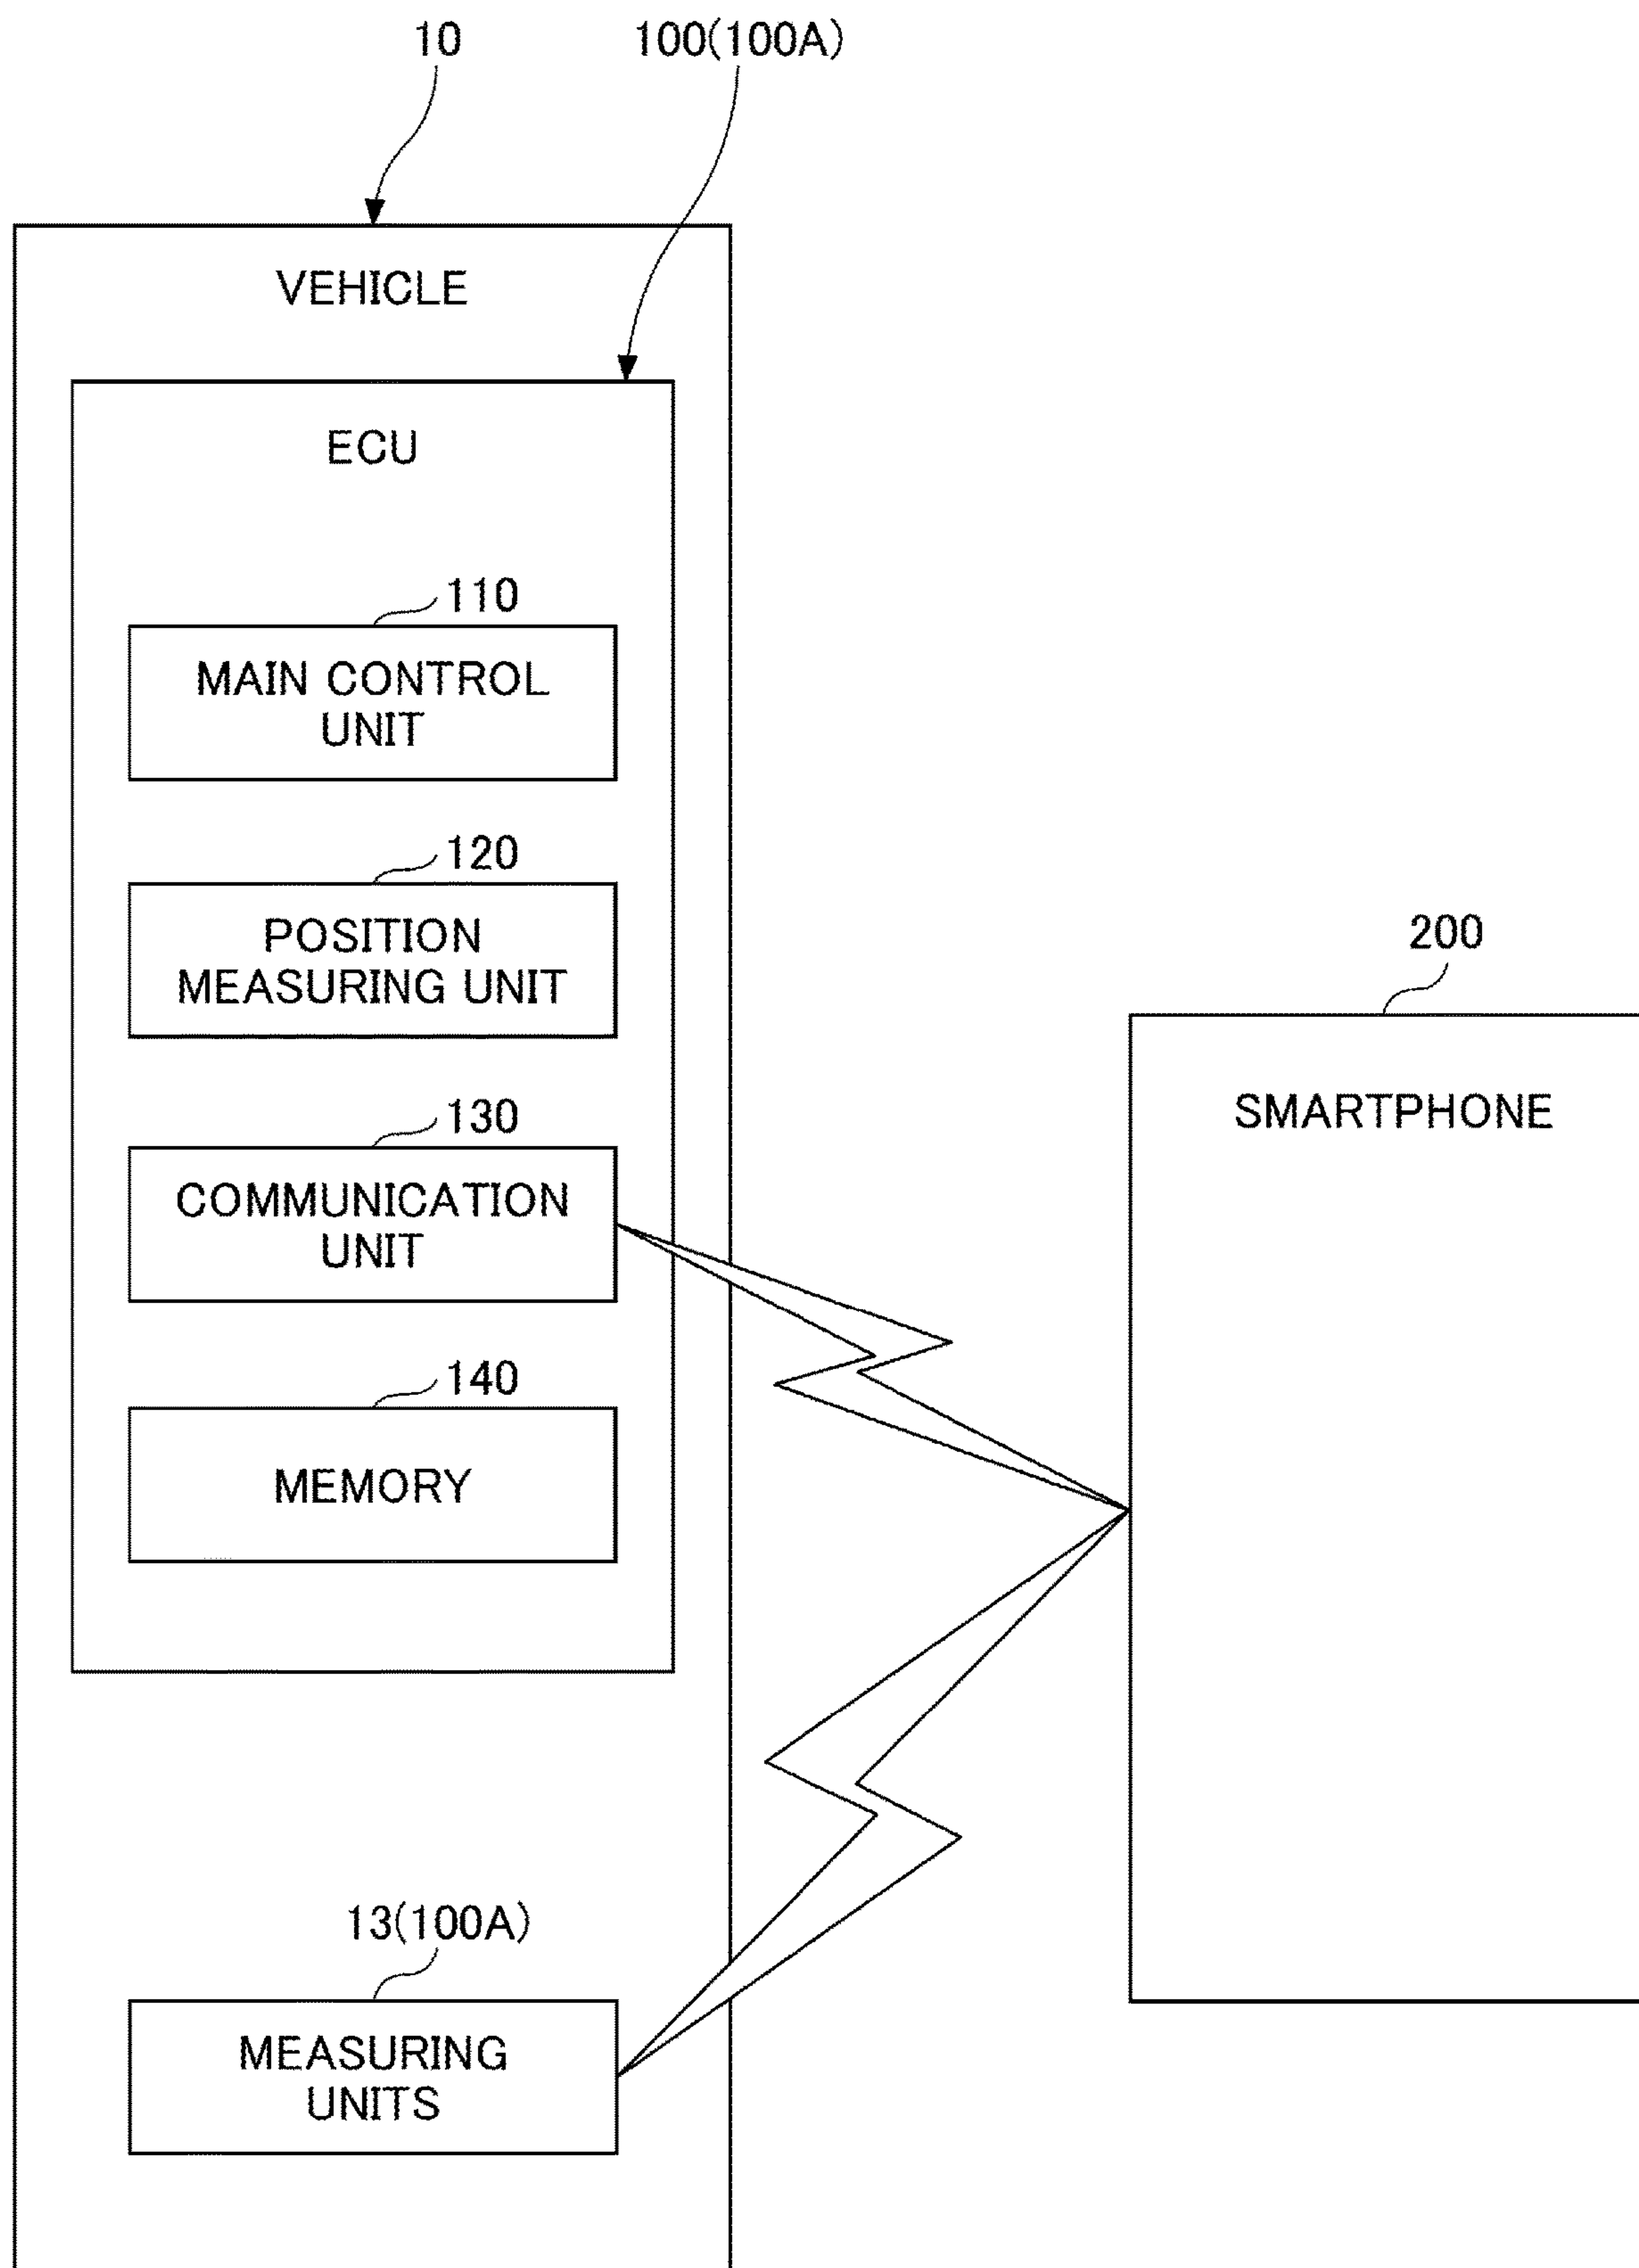 10
100(100A)
VEHICLE
ECU
110
MAIN CONTROL
UNIT
120
POSITION
MEASURING UNIT
200
SMARTPHONE
130
COMMUNICATION
UNIT
140
MEMORY
13(100A)
MEASURING
UNITS